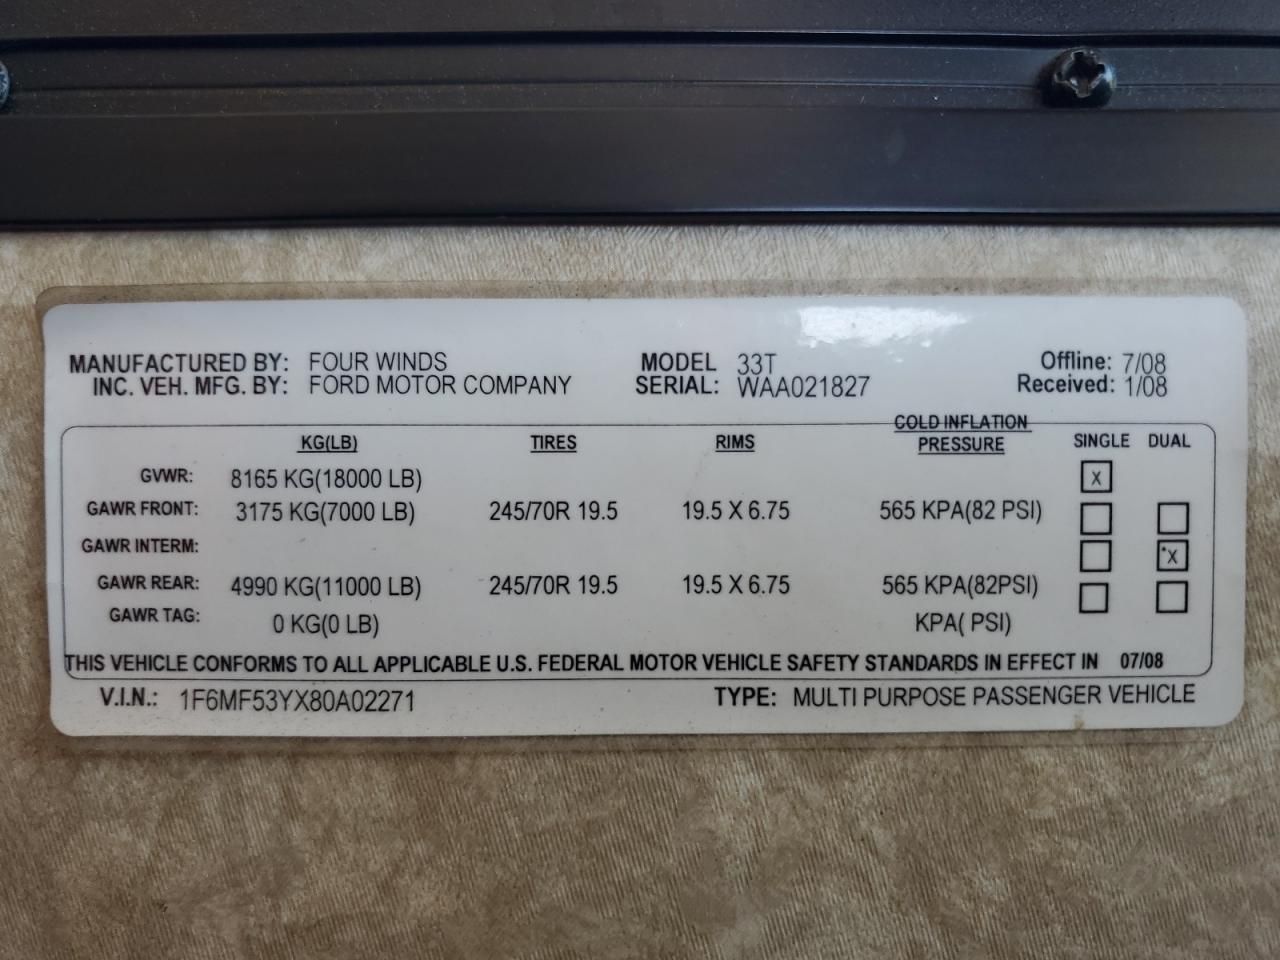 MANUFACTURED BY: FOUR WINDS MODEL 33T Offline: 7/08
INC. VEH. MFG. BY: FORD MOTOR COMPANY SERIAL: WAA021827 Received: 1/08
KG(LB) TIRES RIMS COLD INFLATION PRESSURE SINGLE DUAL
GVWR: 8165 KG(18000 LB) X
GAWR FRONT: 3175 KG(7000 LB) 245/70R 19.5 19.5 X 6.75 565 KPA(82 PSI)
GAWR INTERM: X
GAWR REAR: 4990 KG(11000 LB) 245/70R 19.5 19.5 X 6.75 565 KPA(82PSI)
GAWR TAG: 0 KG(0 LB) KPA( PSI)
THIS VEHICLE CONFORMS TO ALL APPLICABLE U.S. FEDERAL MOTOR VEHICLE SAFETY STANDARDS IN EFFECT IN 07/08
V.I.N.: 1F6MF53YX80A02271 TYPE: MULTI PURPOSE PASSENGER VEHICLE